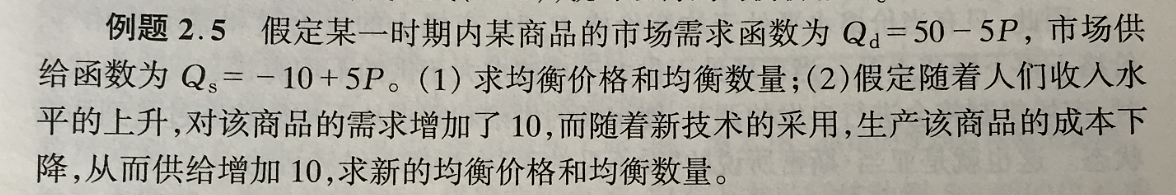 例题 2.5 假定某一时期内某商品的市场需求函数为 Qd = 50 - 5P, 市场供
给函数为 Qs = - 10 + 5P。(1) 求均衡价格和均衡数量;(2)假定随着人们收入水
平的上升,对该商品的需求增加了 10,而随着新技术的采用,生产该商品的成本下
降,从而供给增加 10,求新的均衡价格和均衡数量。